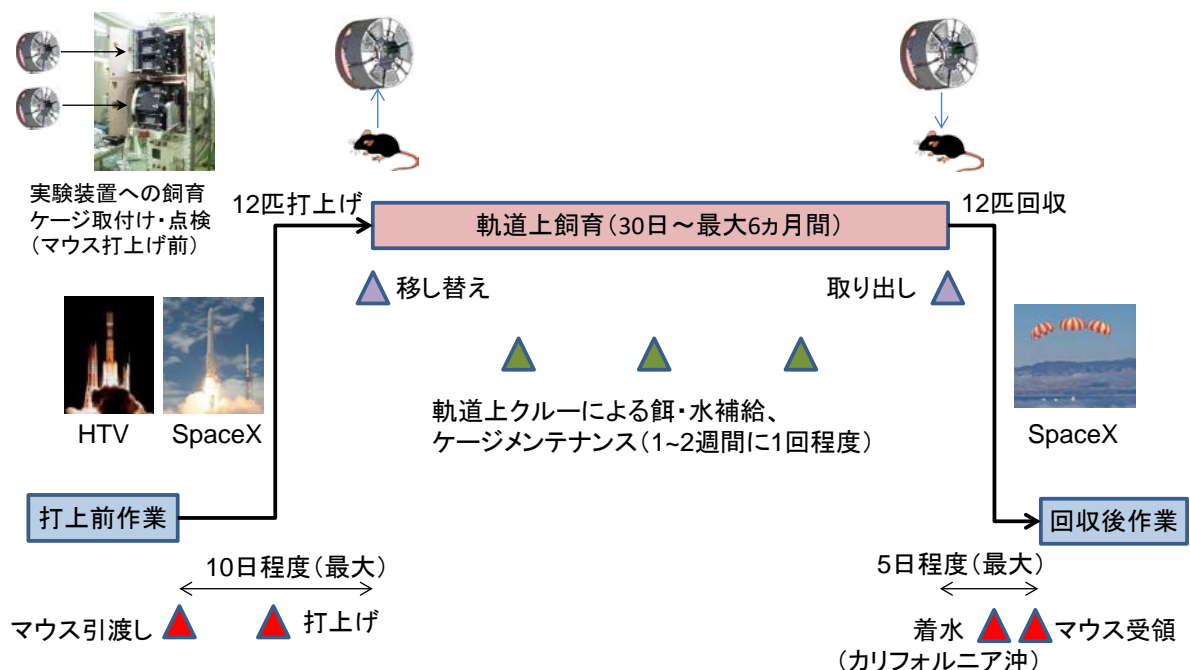 実験装置への飼育
ケージ取付け・点検
(マウス打上げ前)
12匹打上げ
軌道上飼育(30日～最大6ヵ月間)
12匹回収
移し替え
取り出し
HTV
SpaceX
軌道上クルーによる餌・水補給、
ケージメンテナンス(1~2週間に1回程度)
SpaceX
打上前作業
回収後作業
10日程度(最大)
5日程度(最大)
マウス引渡し
打上げ
着水
マウス受領
(カリフォルニア沖)